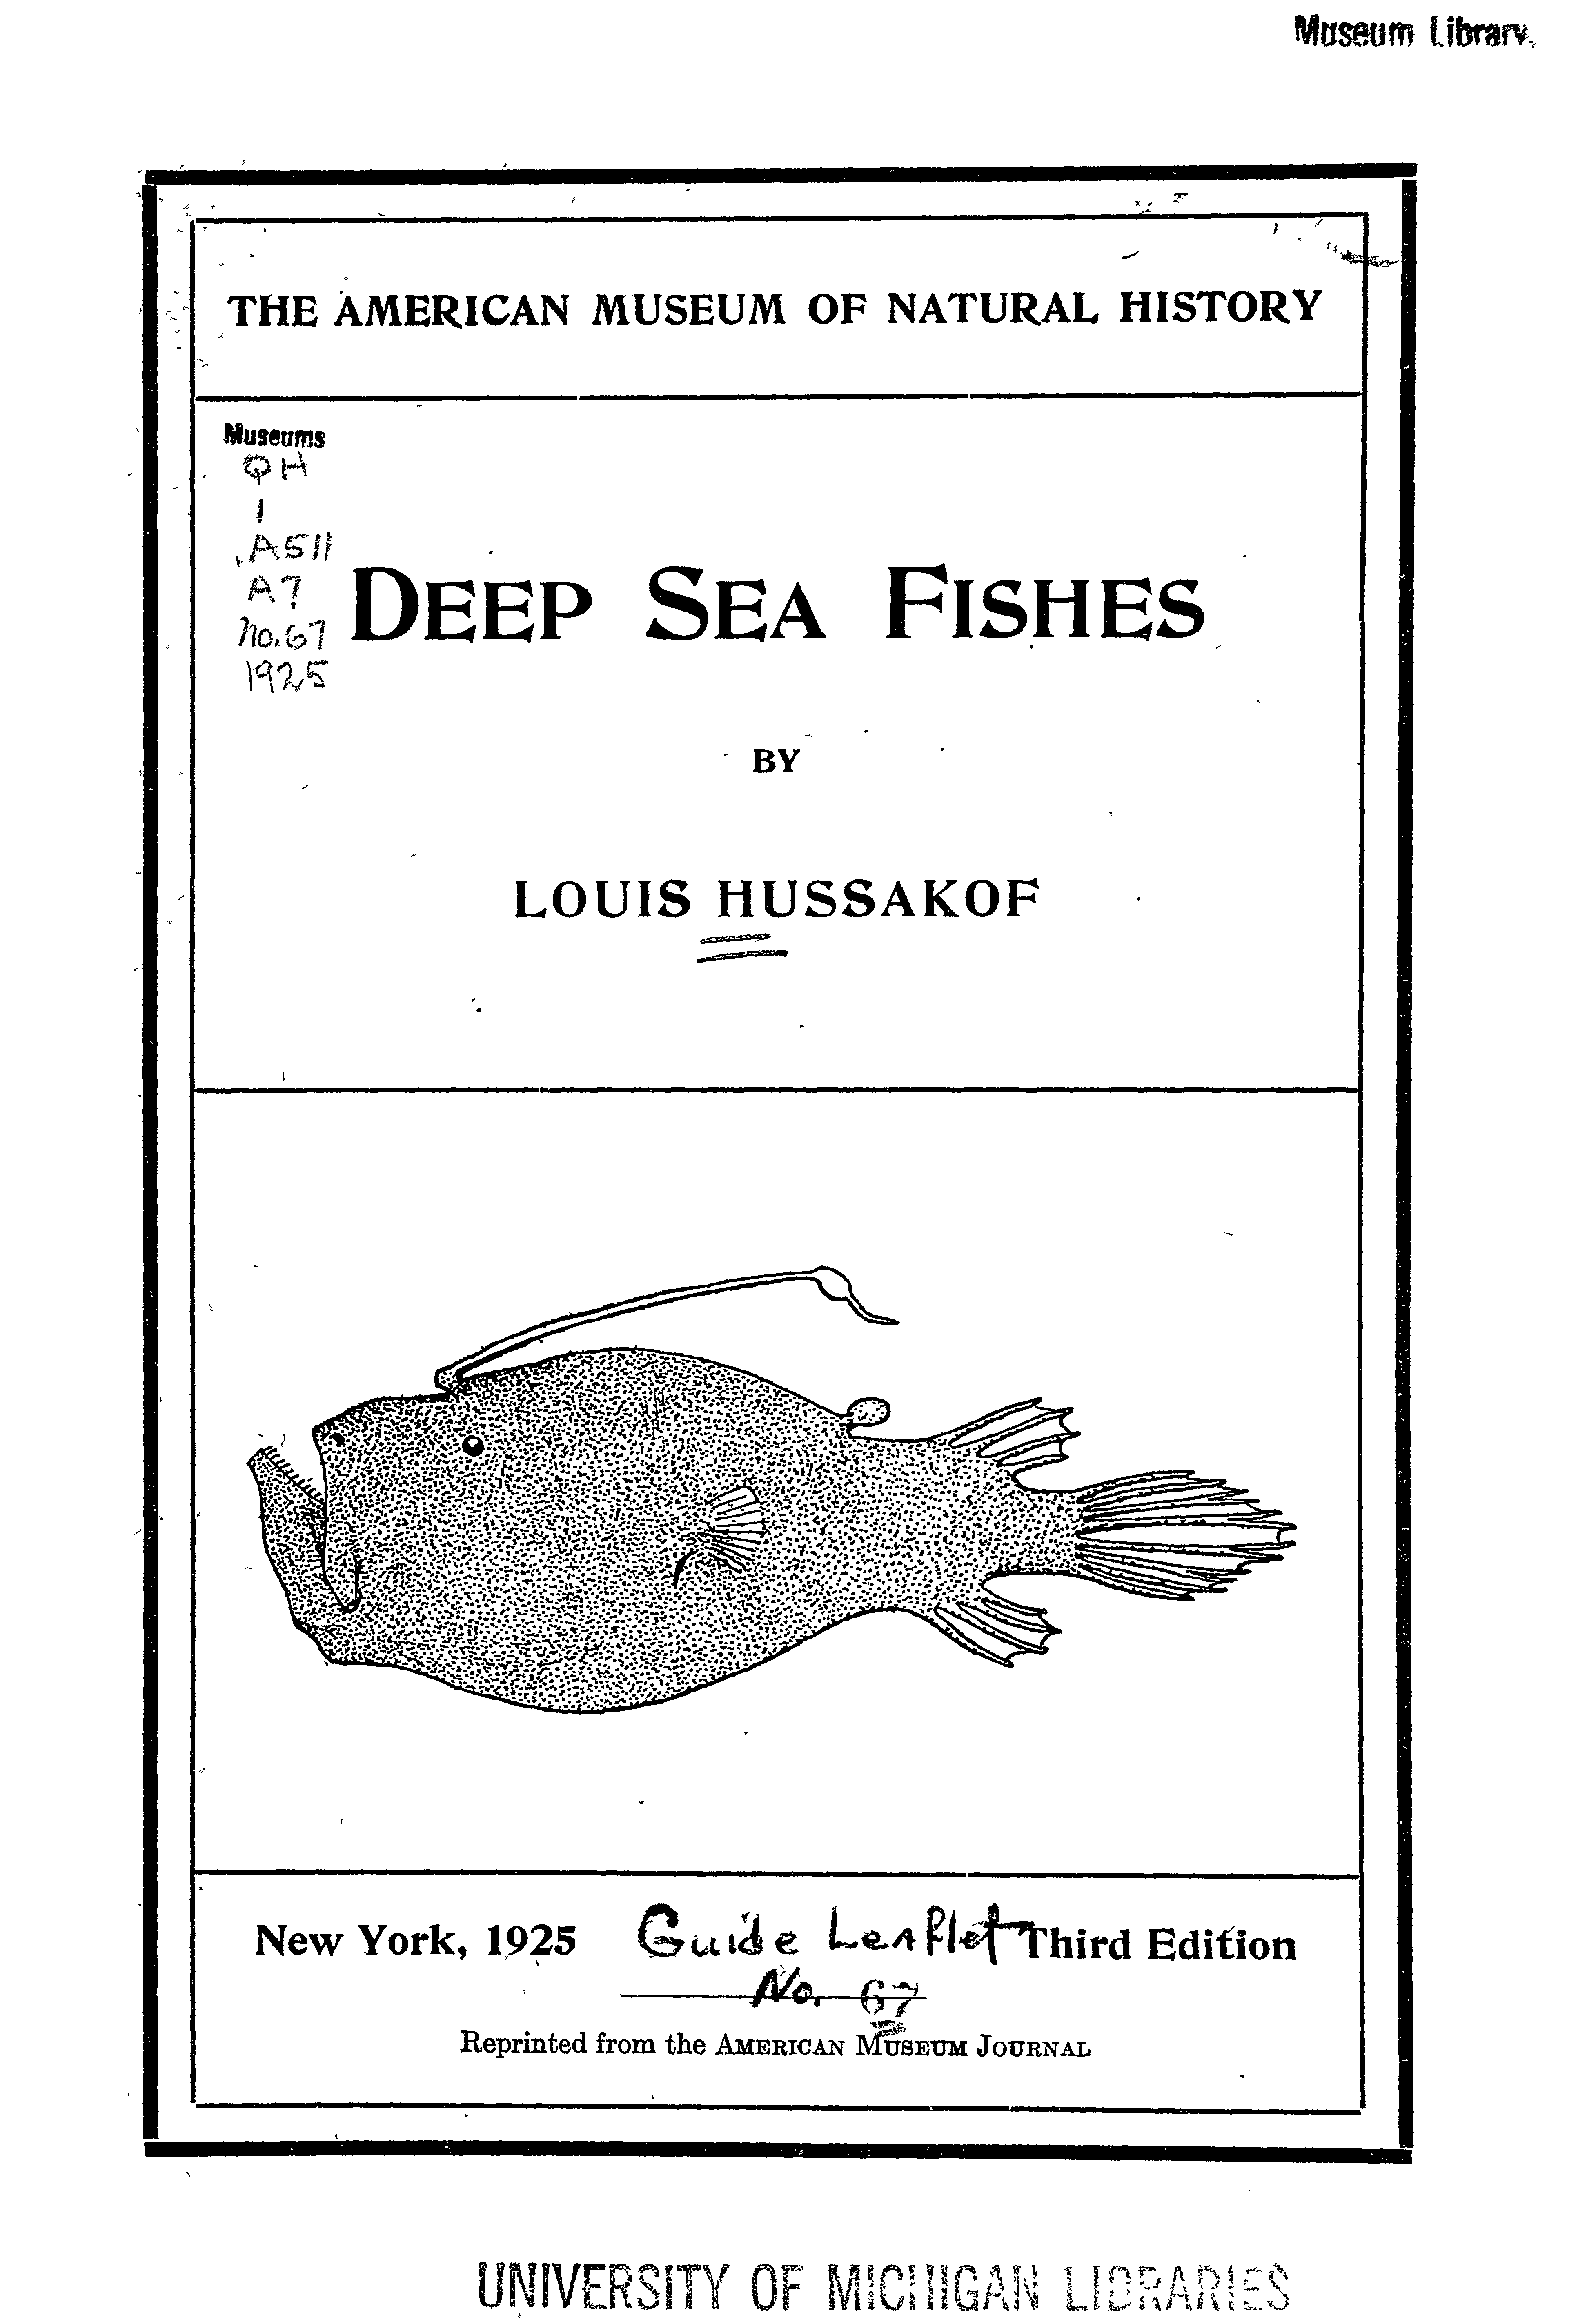 Museum Library.
THE AMERICAN MUSEUM OF NATURAL HISTORY
Museums
QH
1
.A511
A7
no.67
1925
DEEP SEA FISHES
BY
LOUIS HUSSAKOF
New York, 1925 Guide Leaflet Third Edition
No. 67
Reprinted from the AMERICAN MUSEUM JOURNAL
UNIVERSITY OF MICHIGAN LIBRARIES